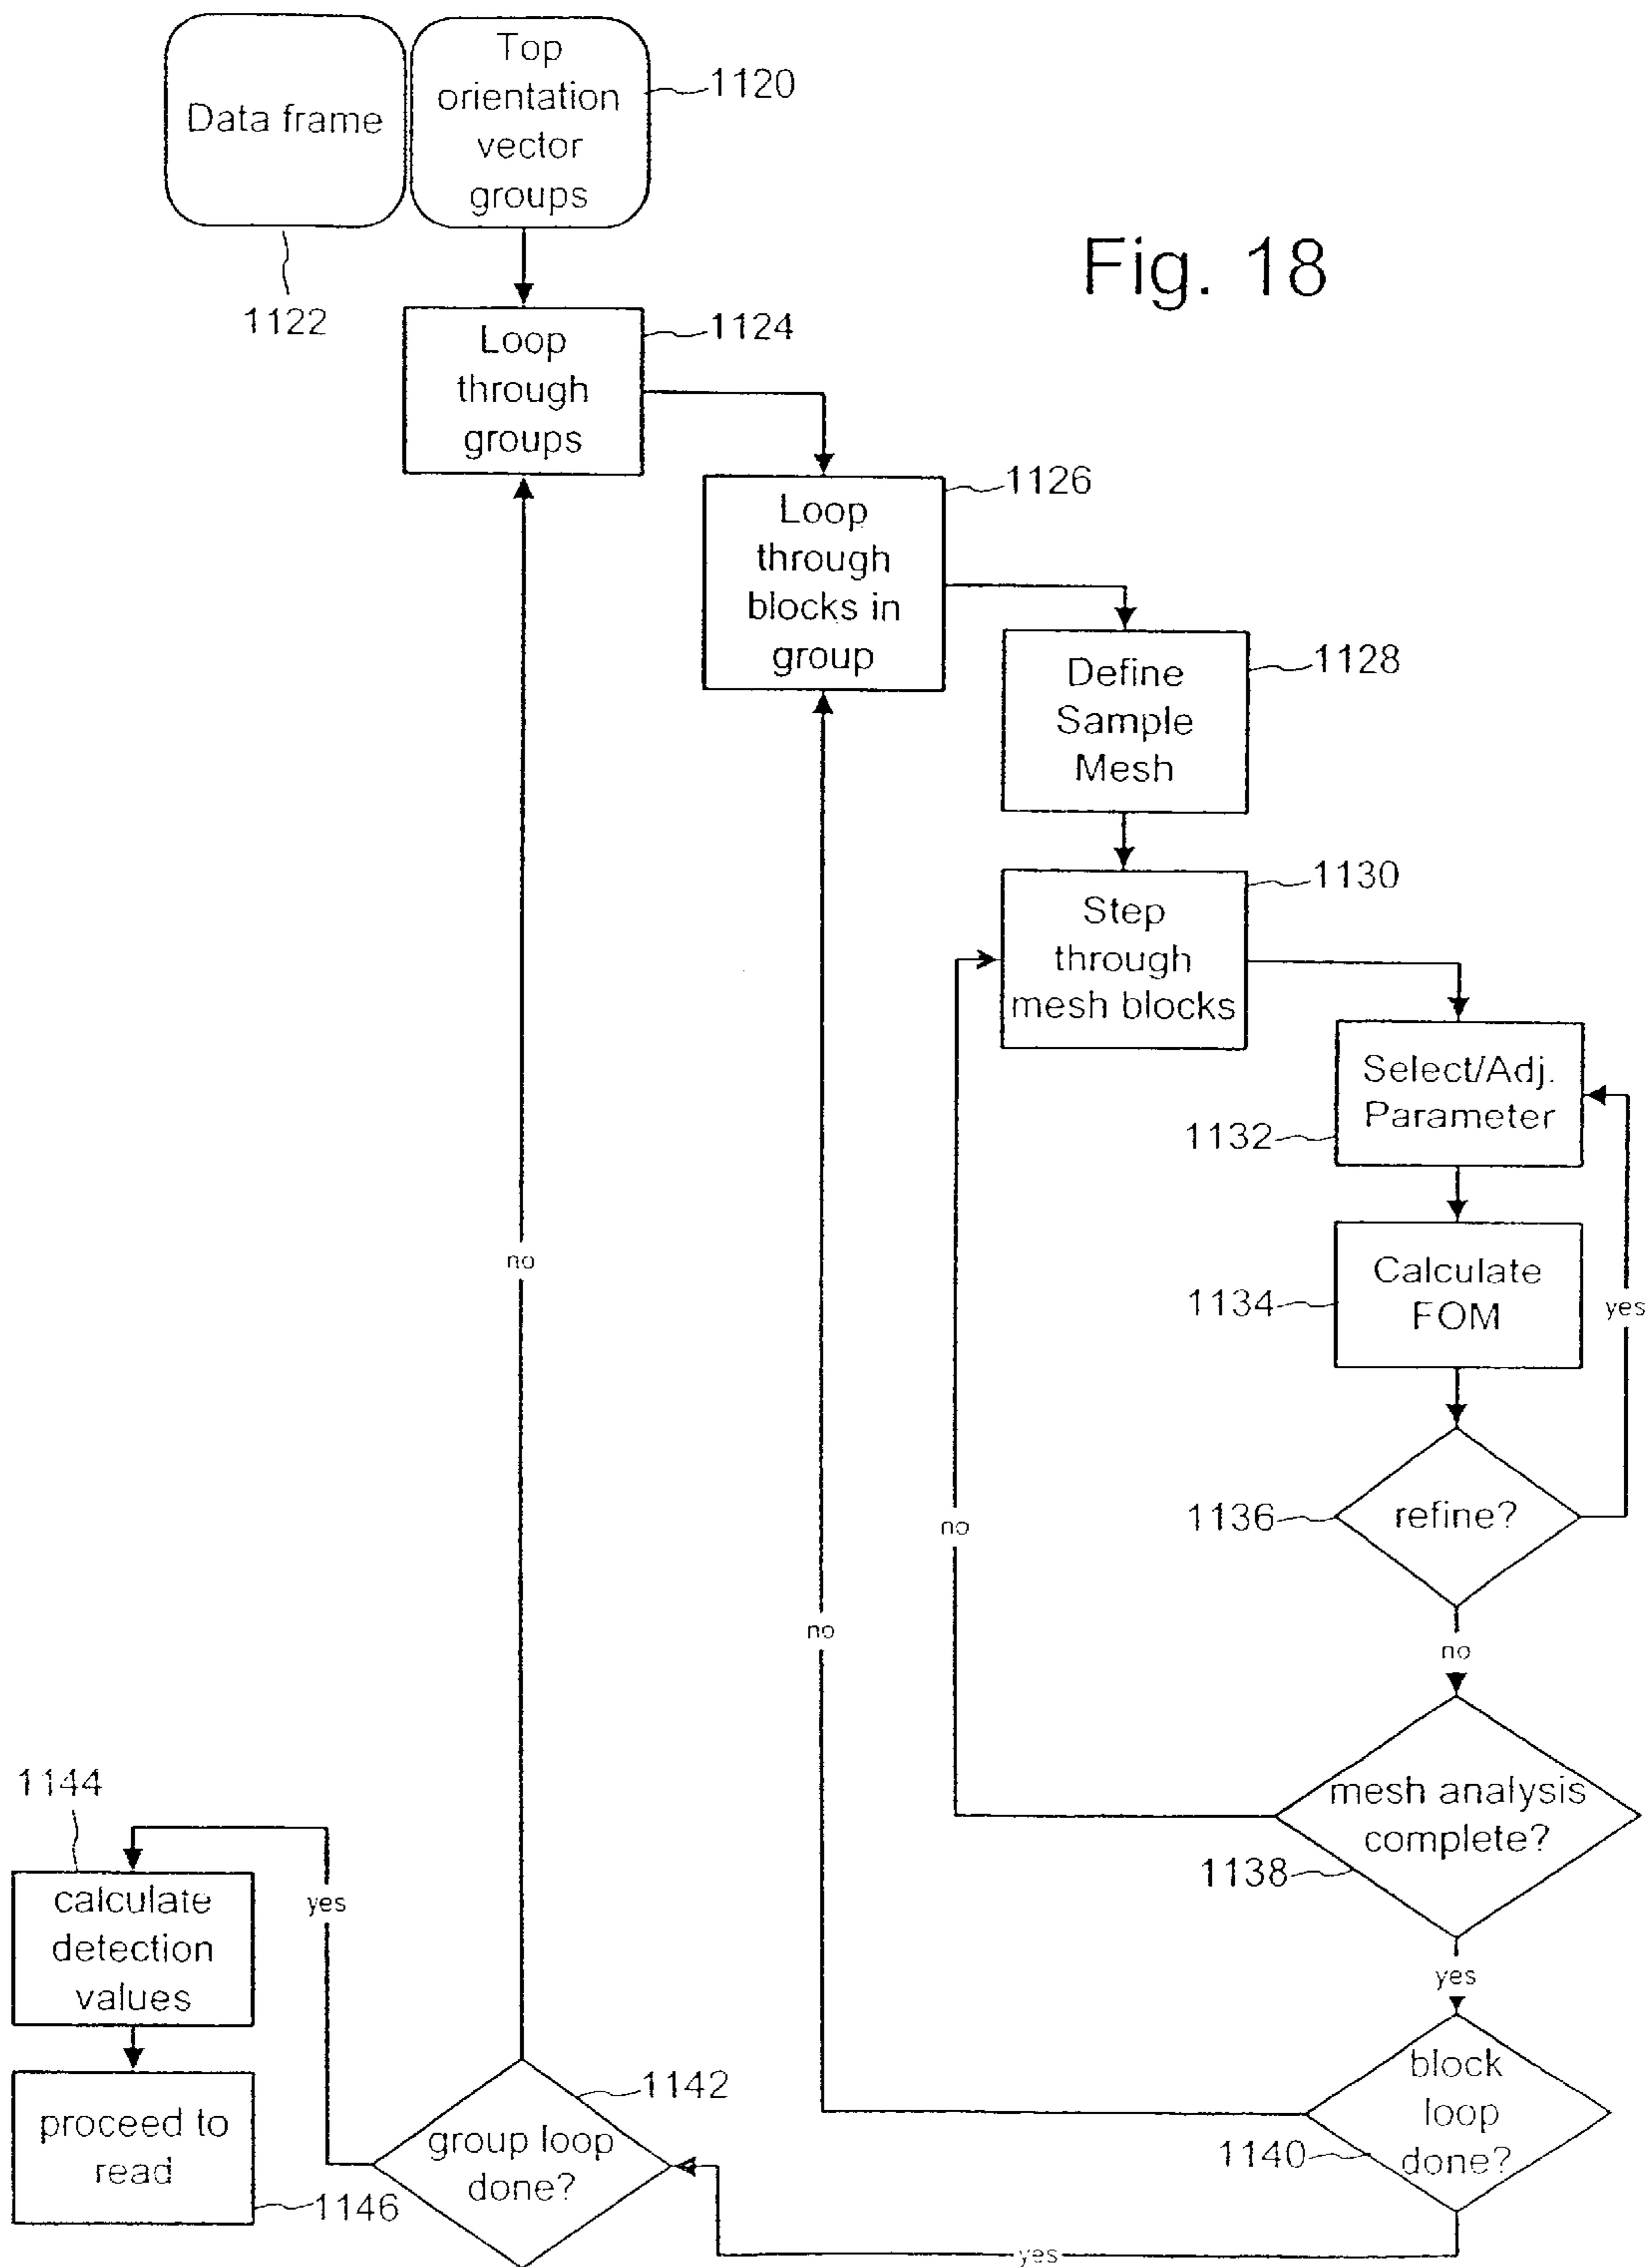 Data frame
Top
orientation
vector
groups
1120
1122
Fig. 18
Loop
through
groups
1124
Loop
through
blocks in
group
1126
Define
Sample
Mesh
1128
Step
through
mesh blocks
1130
Select/Adj.
Parameter
1132
Calculate
FOM
1134
yes
refine?
1136
no
no
no
no
mesh analysis
complete?
1138
yes
block
loop
done?
1140
yes
group loop
done?
1142
yes
1144
calculate
detection
values
proceed to
read
1146